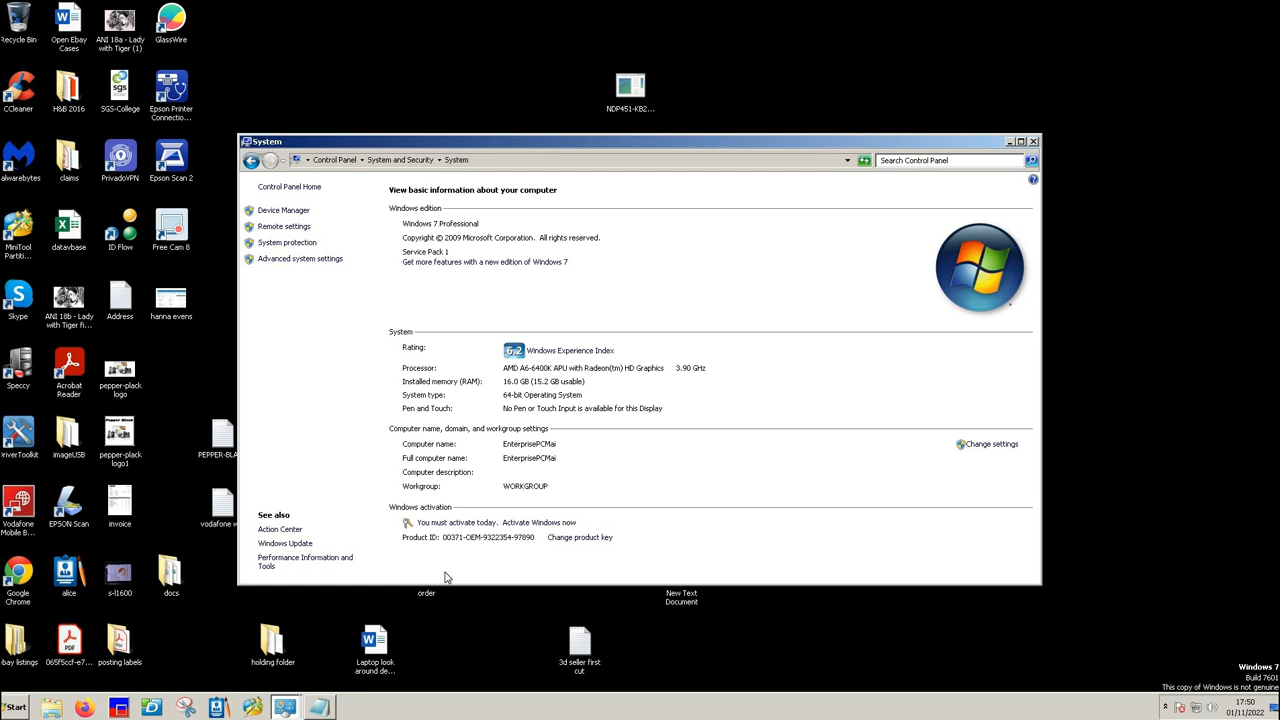 Recycle Bin
Open Ebay
Cases
ANI 18a - Lady
with Tiger (1)
GlassWire
CCleaner
H&B 2016
SGS-College
Epson Printer
Connectio...
NDP451-KB2...
alwarebytes
claims
PrivadoVPN
Epson Scan 2
MiniTool
Partiti...
datavbase
ID Flow
Free Cam 8
Skype
ANI 18b - Lady
with Tiger fi...
Address
hanna evens
Speccy
Acrobat
Reader
pepper-plack
logo
DriverToolkit
imageUSB
pepper-plack
logo1
PEPPER-BLA
Vodafone
Mobile B...
EPSON Scan
invoice
vodafone w
Google
Chrome
alice
s-l1600
docs
order
New Text
Document
ebay listings
065f5ccf-e7...
posting labels
holding folder
Laptop look
around de...
3d seller first
cut
System
Control Panel
System and Security
System
Search Control Panel
Control Panel Home
Device Manager
Remote settings
System protection
Advanced system settings
See also
Action Center
Windows Update
Performance Information and
Tools
View basic information about your computer
Windows edition
Windows 7 Professional
Copyright © 2009 Microsoft Corporation. All rights reserved.
Service Pack 1
Get more features with a new edition of Windows 7
System
Rating: 6.2 Windows Experience Index
Processor: AMD A6-6400K APU with Radeon(tm) HD Graphics 3.90 GHz
Installed memory (RAM): 16.0 GB (15.2 GB usable)
System type: 64-bit Operating System
Pen and Touch: No Pen or Touch Input is available for this Display
Computer name, domain, and workgroup settings
Computer name: EnterprisePCMai
Change settings
Full computer name: EnterprisePCMai
Computer description:
Workgroup: WORKGROUP
Windows activation
You must activate today. Activate Windows now
Product ID: 00371-OEM-9322354-97890 Change product key
Windows 7
Build 7601
This copy of Windows is not genuine
Start
17:50
01/11/2022